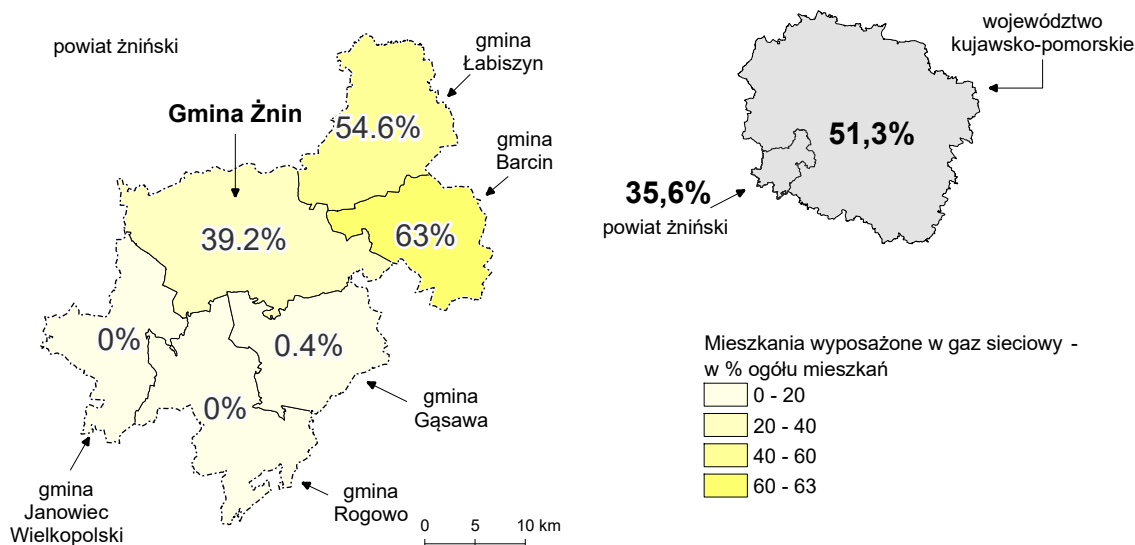 powiat żniński
gmina
Łabiszyn
Gmina Żnin
54.6%
gmina
Barcin
39.2%
63%
0%
0.4%
0%
gmina
Gąsawa
gmina
Janowiec
Wielkopolski
gmina
Rogowo
0 5 10 km
województwo
kujawsko-pomorskie
51,3%
35,6%
powiat żniński
Mieszkania wyposażone w gaz sieciowy -
w % ogółu mieszkań
0 - 20
20 - 40
40 - 60
60 - 63